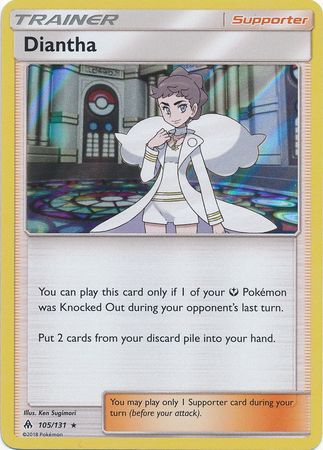 TRAINER
Supporter
Diantha
You can play this card only if 1 of your Pokémon
was Knocked Out during your opponent's last turn.
Put 2 cards from your discard pile into your hand.
Illus. Ken Sugimori
105/131 ★
©2018 Pokémon
You may play only 1 Supporter card during your
turn (before your attack).